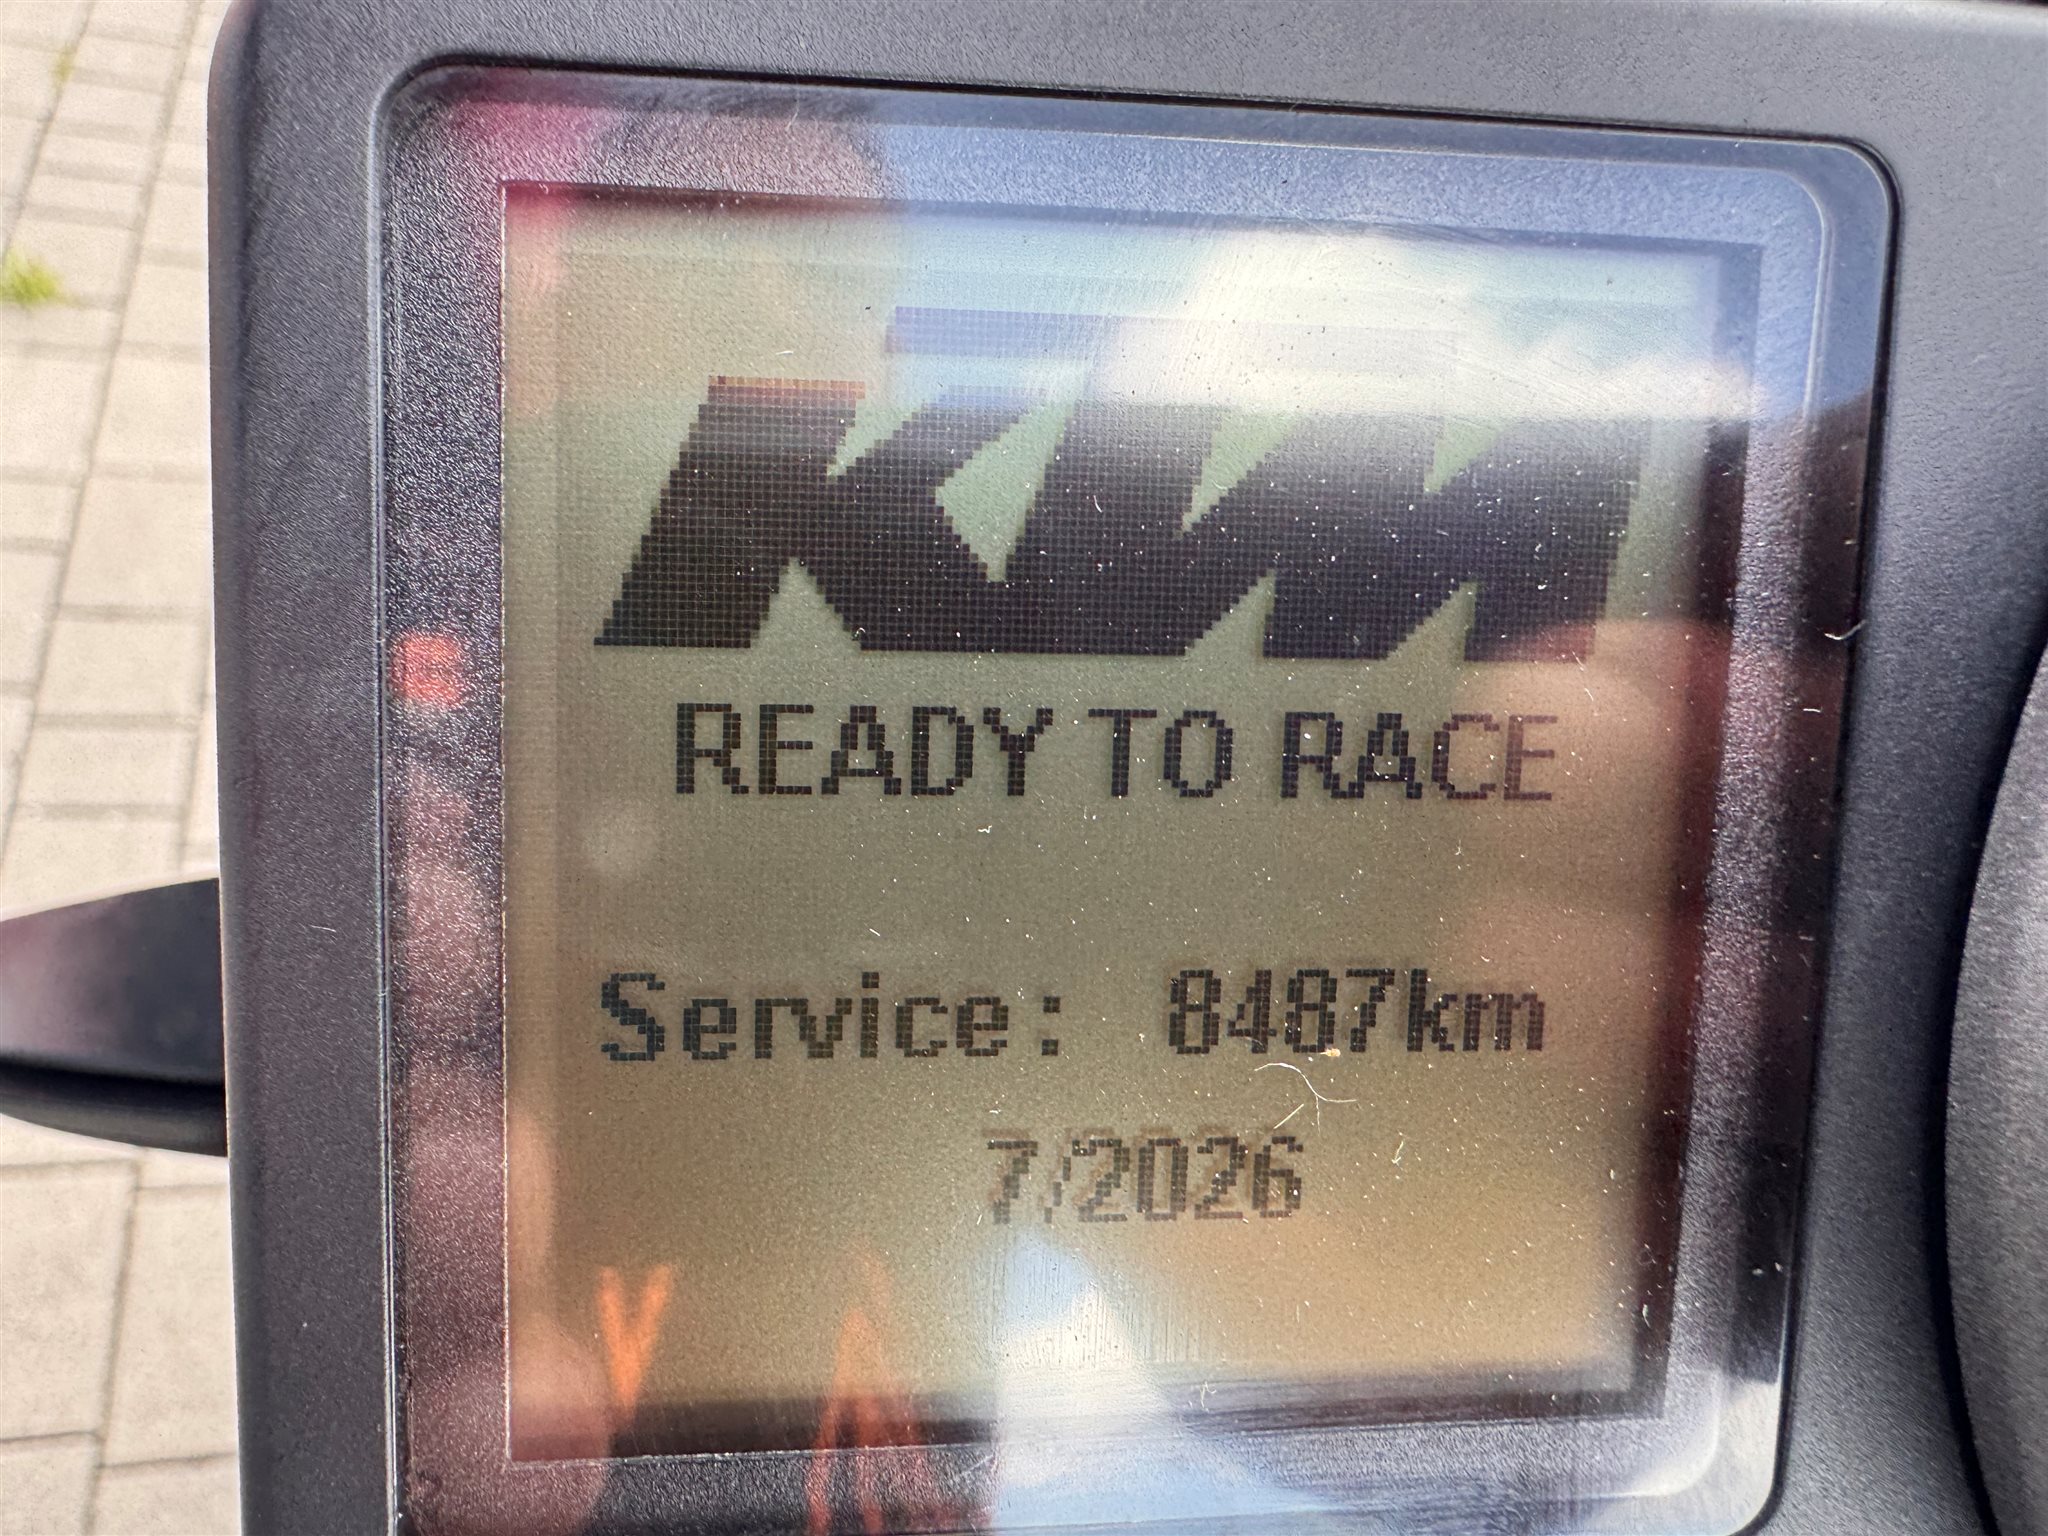 KTM
READY TO RACE
Service: 8487km
7/2026